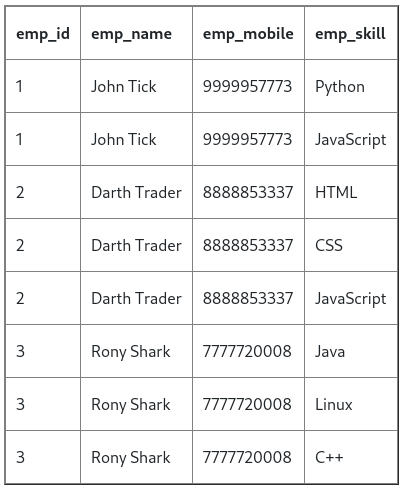 emp_id emp_name emp_mobile emp_skill
1 John Tick 9999957773 Python
1 John Tick 9999957773 JavaScript
2 Darth Trader 8888853337 HTML
2 Darth Trader 8888853337 CSS
2 Darth Trader 8888853337 JavaScript
3 Rony Shark 7777720008 Java
3 Rony Shark 7777720008 Linux
3 Rony Shark 7777720008 C++